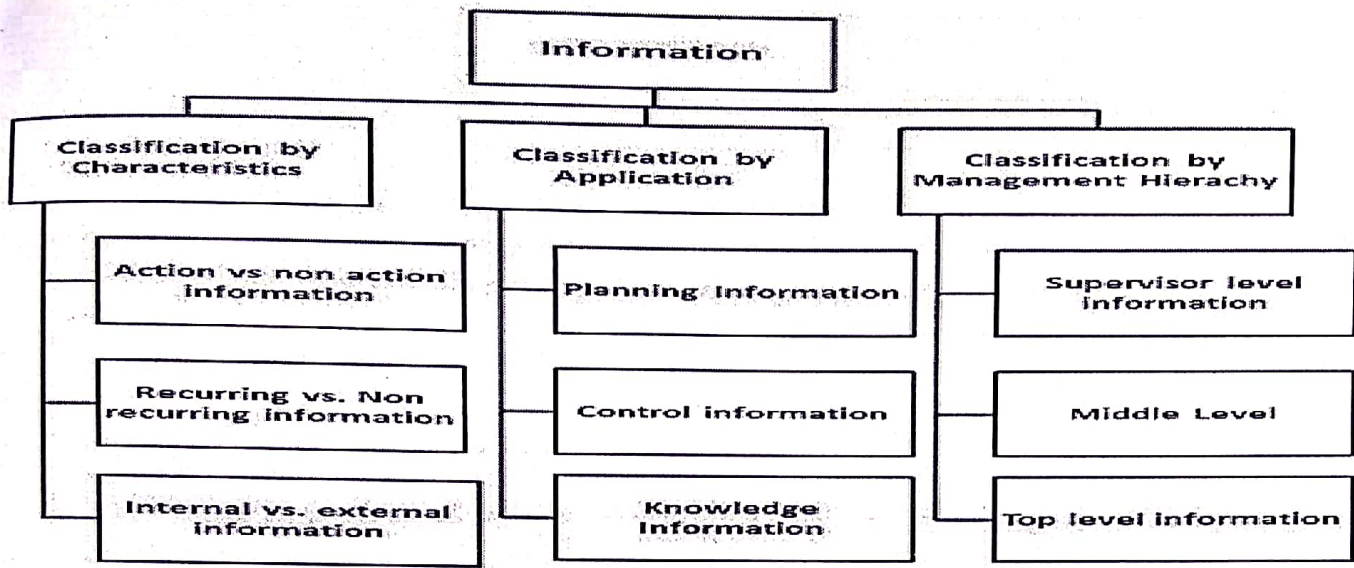 Information
Classification by
Characteristics
Action vs non action
information
Recurring vs. Non
recurring information
Internal vs. external
information
Classification by
Application
Planning Information
Control information
Knowledge
Information
Classification by
Management Hierachy
Supervisor level
information
Middle Level
Top level information